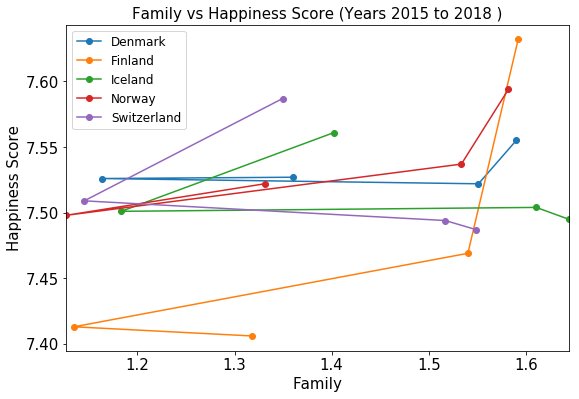 Family vs Happiness Score (Years 2015 to 2018 )
Denmark
Finland
Iceland
Norway
Switzerland
Happiness Score
7.60
7.55
7.50
7.45
7.40
1.2 1.3 1.4 1.5 1.6
Family